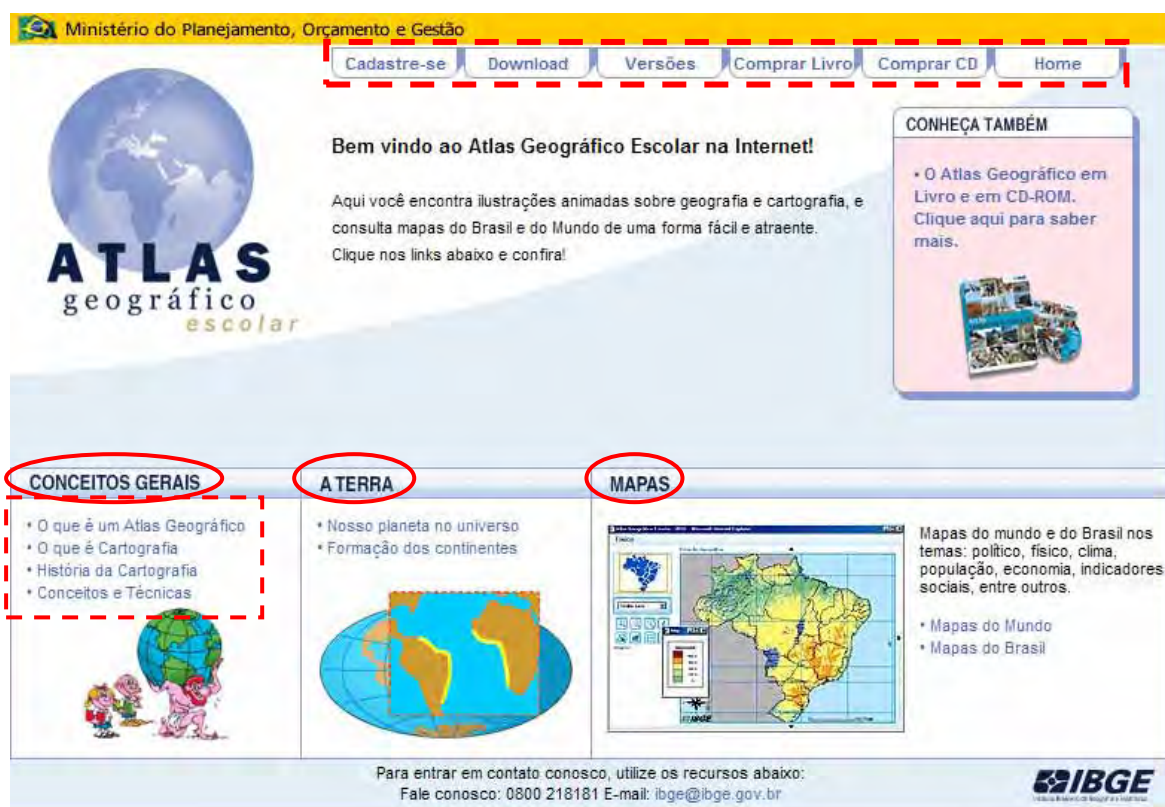 Ministério do Planejamento, Orçamento e Gestão
Cadastre-se
Download
Versões
Comprar Livro
Comprar CD
Home
ATLAS
geográfico
escolar
Bem vindo ao Atlas Geográfico Escolar na Internet!
Aqui você encontra ilustrações animadas sobre geografia e cartografia, e
consulta mapas do Brasil e do Mundo de uma forma fácil e atraente.
Clique nos links abaixo e confira!
CONHEÇA TAMBÉM
• O Atlas Geográfico em
Livro e em CD-ROM.
Clique aqui para saber
mais.
CONCEITOS GERAIS
• O que é um Atlas Geográfico
• O que é Cartografia
• História da Cartografia
• Conceitos e Técnicas
A TERRA
• Nosso planeta no universo
• Formação dos continentes
MAPAS
Mapas do mundo e do Brasil nos
temas: político, físico, clima,
população, economia, indicadores
sociais, entre outros.
• Mapas do Mundo
• Mapas do Brasil
Para entrar em contato conosco, utilize os recursos abaixo:
Fale conosco: 0800 218181 E-mail: ibge@ibge.gov.br
IBGE